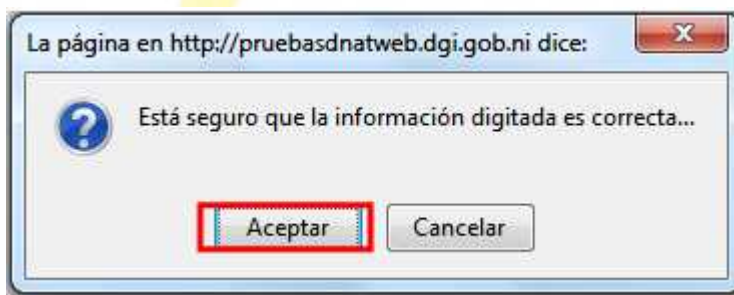 La página en http://pruebasdnatweb.dgi.gob.ni dice:
Está seguro que la información digitada es correcta...
Aceptar Cancelar